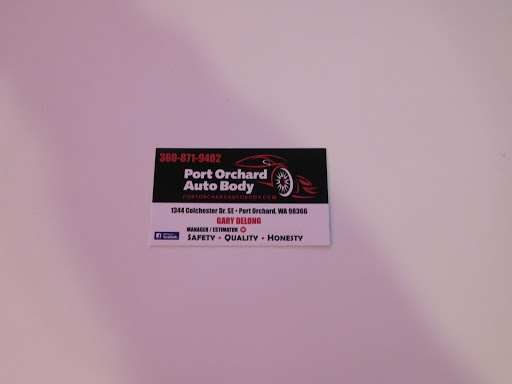 360-871-9402
Port Orchard
Auto Body
PORTORCHARDAUTOBODY.COM
1344 Colchester Dr. SE • Port Orchard, WA 98366
GARY DELONG
MANAGER / ESTIMATOR
SAFETY • QUALITY • HONESTY